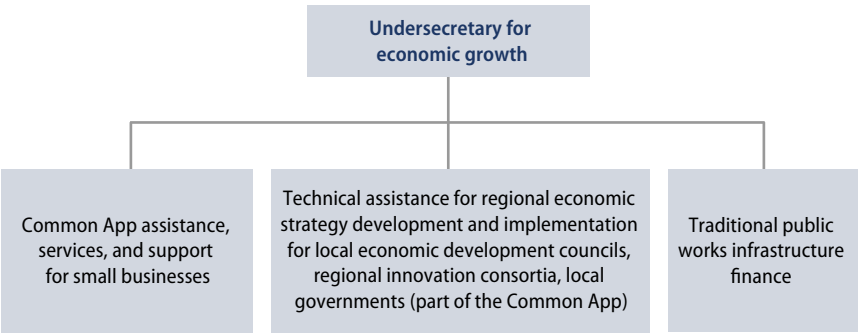 Undersecretary for
economic growth
Common App assistance,
services, and support
for small businesses
Technical assistance for regional economic
strategy development and implementation
for local economic development councils,
regional innovation consortia, local
governments (part of the Common App)
Traditional public
works infrastructure
finance